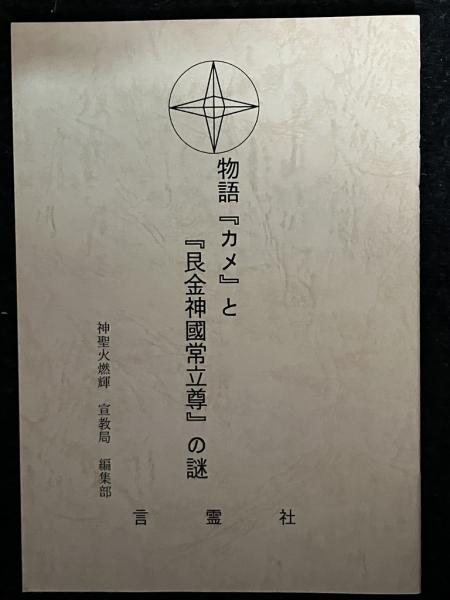 物語『カメ』と
『艮金神國常立尊』の謎
神聖火燃輝　宣教局　編集部
言霊社